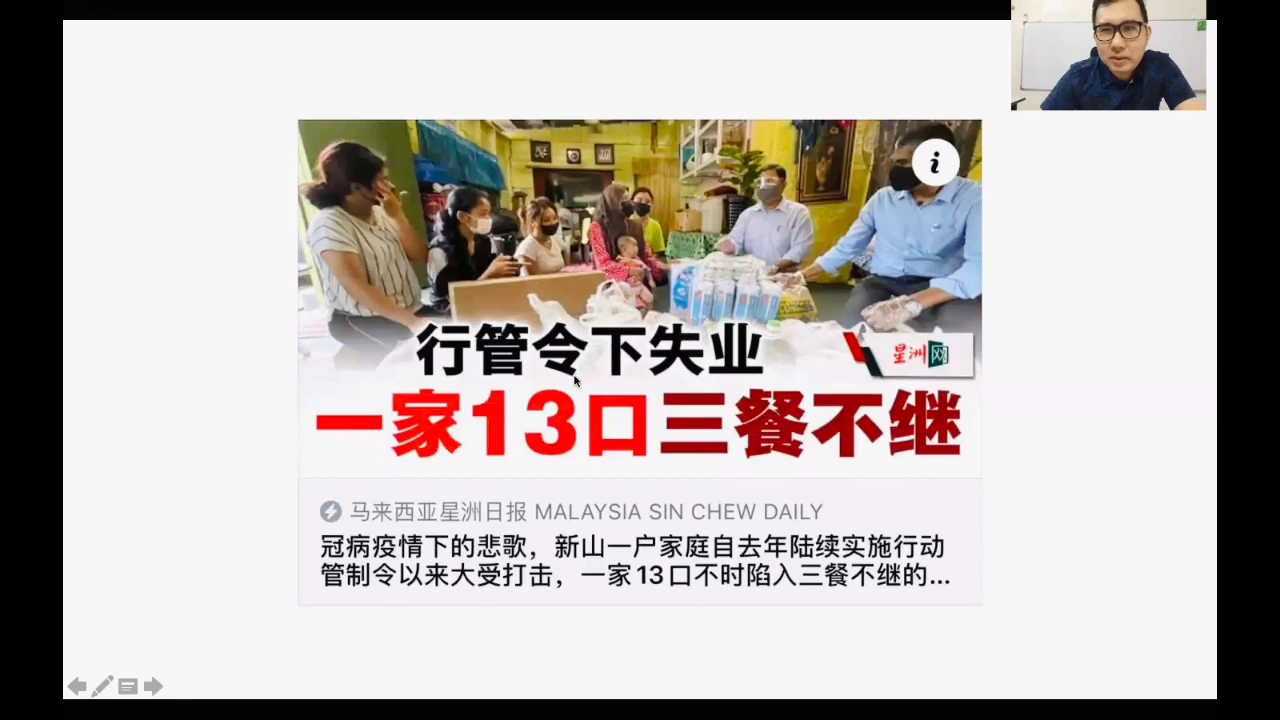 行管令下失业
星洲网
一家13口三餐不继
马来西亚星洲日报 MALAYSIA SIN CHEW DAILY
冠病疫情下的悲歌，新山一户家庭自去年陆续实施行动
管制令以来大受打击，一家13口不时陷入三餐不继的...